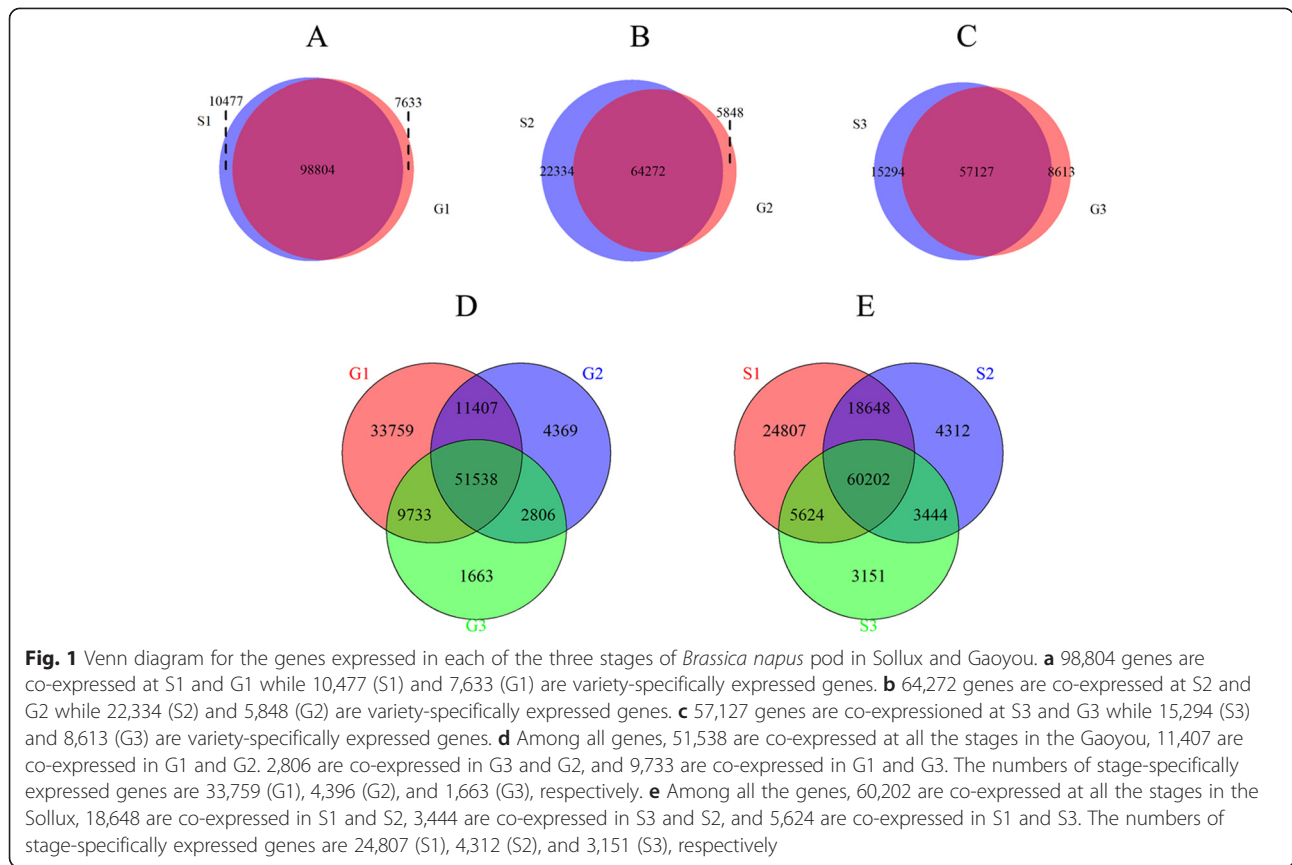 A
B
C
10477
7633
S1
98804
G1
S2
5848
22334
64272
G2
S3
15294
57127
8613
G3
D
E
G1
G2
11407
33759
4369
51538
9733
2806
1663
G3
S1
S2
18648
24807
4312
60202
5624
3444
3151
S3
Fig. 1 Venn diagram for the genes expressed in each of the three stages of Brassica napus pod in Sollux and Gaoyou. a 98,804 genes are
co-expressed at S1 and G1 while 10,477 (S1) and 7,633 (G1) are variety-specifically expressed genes. b 64,272 genes are co-expressed at S2 and
G2 while 22,334 (S2) and 5,848 (G2) are variety-specifically expressed genes. c 57,127 genes are co-expressioned at S3 and G3 while 15,294 (S3)
and 8,613 (G3) are variety-specifically expressed genes. d Among all genes, 51,538 are co-expressed at all the stages in the Gaoyou, 11,407 are
co-expressed in G1 and G2. 2,806 are co-expressed in G3 and G2, and 9,733 are co-expressed in G1 and G3. The numbers of stage-specifically
expressed genes are 33,759 (G1), 4,396 (G2), and 1,663 (G3), respectively. e Among all the genes, 60,202 are co-expressed at all the stages in the
Sollux, 18,648 are co-expressed in S1 and S2, 3,444 are co-expressed in S3 and S2, and 5,624 are co-expressed in S1 and S3. The numbers of
stage-specifically expressed genes are 24,807 (S1), 4,312 (S2), and 3,151 (S3), respectively